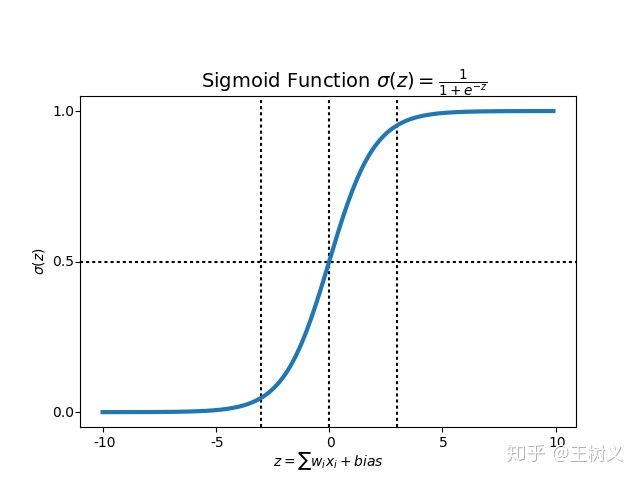 Sigmoid Function σ(z) = 1/(1 + e^{-z})
1.0
0.5
0.0
σ(z)
-10 -5 0 5 10
z = ∑w_i x_i + bias
知乎 @王树义